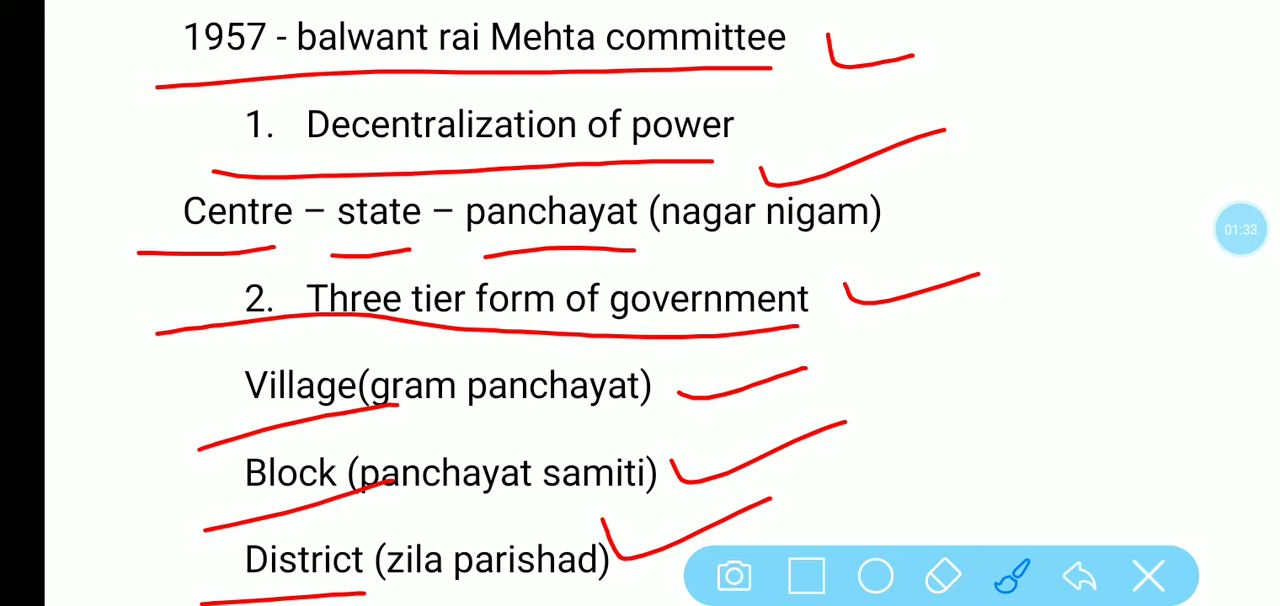 1957 - balwant rai Mehta committee
1. Decentralization of power
Centre – state – panchayat (nagar nigam)
01:33
2. Three tier form of government
Village(gram panchayat)
Block (panchayat samiti)
District (zila parishad)